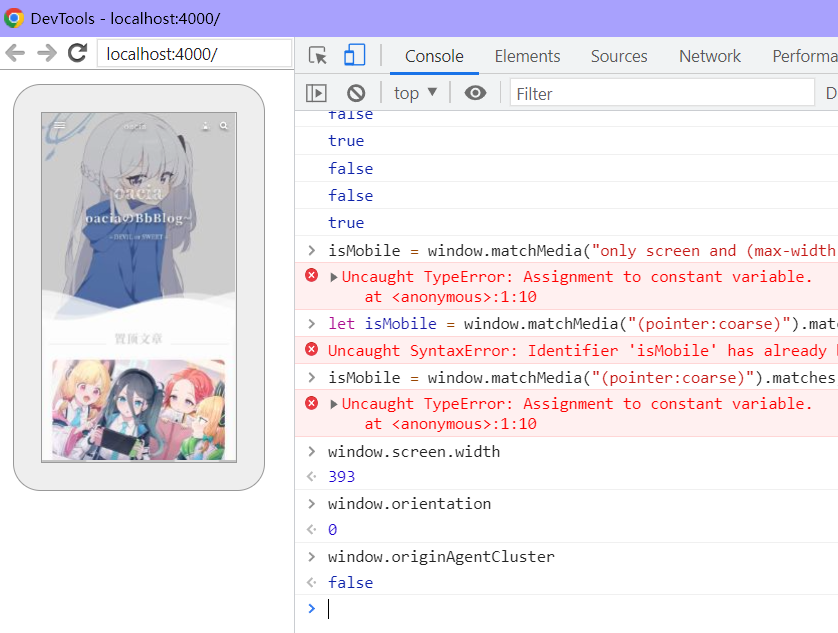 DevTools - localhost:4000/
localhost:4000/
Console Elements Sources Network Performa
top ▼ Filter D
oacia
oaciaのBbBlog~
置顶文章
false
true
false
false
true
> isMobile = window.matchMedia("only screen and (max-width
▶Uncaught TypeError: Assignment to constant variable.
at <anonymous>:1:10
> let isMobile = window.matchMedia("(pointer:coarse)").mat
Uncaught SyntaxError: Identifier 'isMobile' has already b
> isMobile = window.matchMedia("(pointer:coarse)").matches
▶Uncaught TypeError: Assignment to constant variable.
at <anonymous>:1:10
> window.screen.width
393
> window.orientation
0
> window.originAgentCluster
false
>